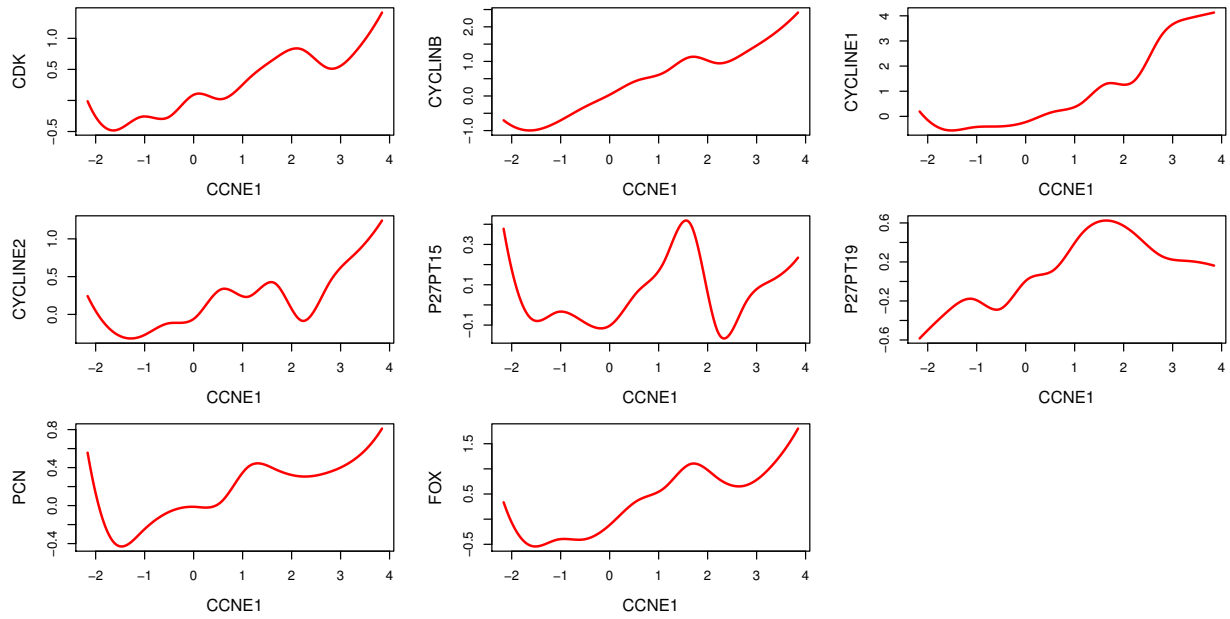 CDK
−0.5 0.5 1.0
−2 −1 0 1 2 3 4
CCNE1
CYCLINB
−1.0 0.0 1.0 2.0
−2 −1 0 1 2 3 4
CCNE1
CYCLINE1
0 1 2 3 4
−2 −1 0 1 2 3 4
CCNE1
CYCLINE2
0.0 0.5 1.0
−2 −1 0 1 2 3 4
CCNE1
P27PT15
−0.1 0.1 0.3
−2 −1 0 1 2 3 4
CCNE1
P27PT19
−0.6 −0.2 0.2 0.6
−2 −1 0 1 2 3 4
CCNE1
PCN
−0.4 0.0 0.4 0.8
−2 −1 0 1 2 3 4
CCNE1
FOX
−0.5 0.5 1.5
−2 −1 0 1 2 3 4
CCNE1